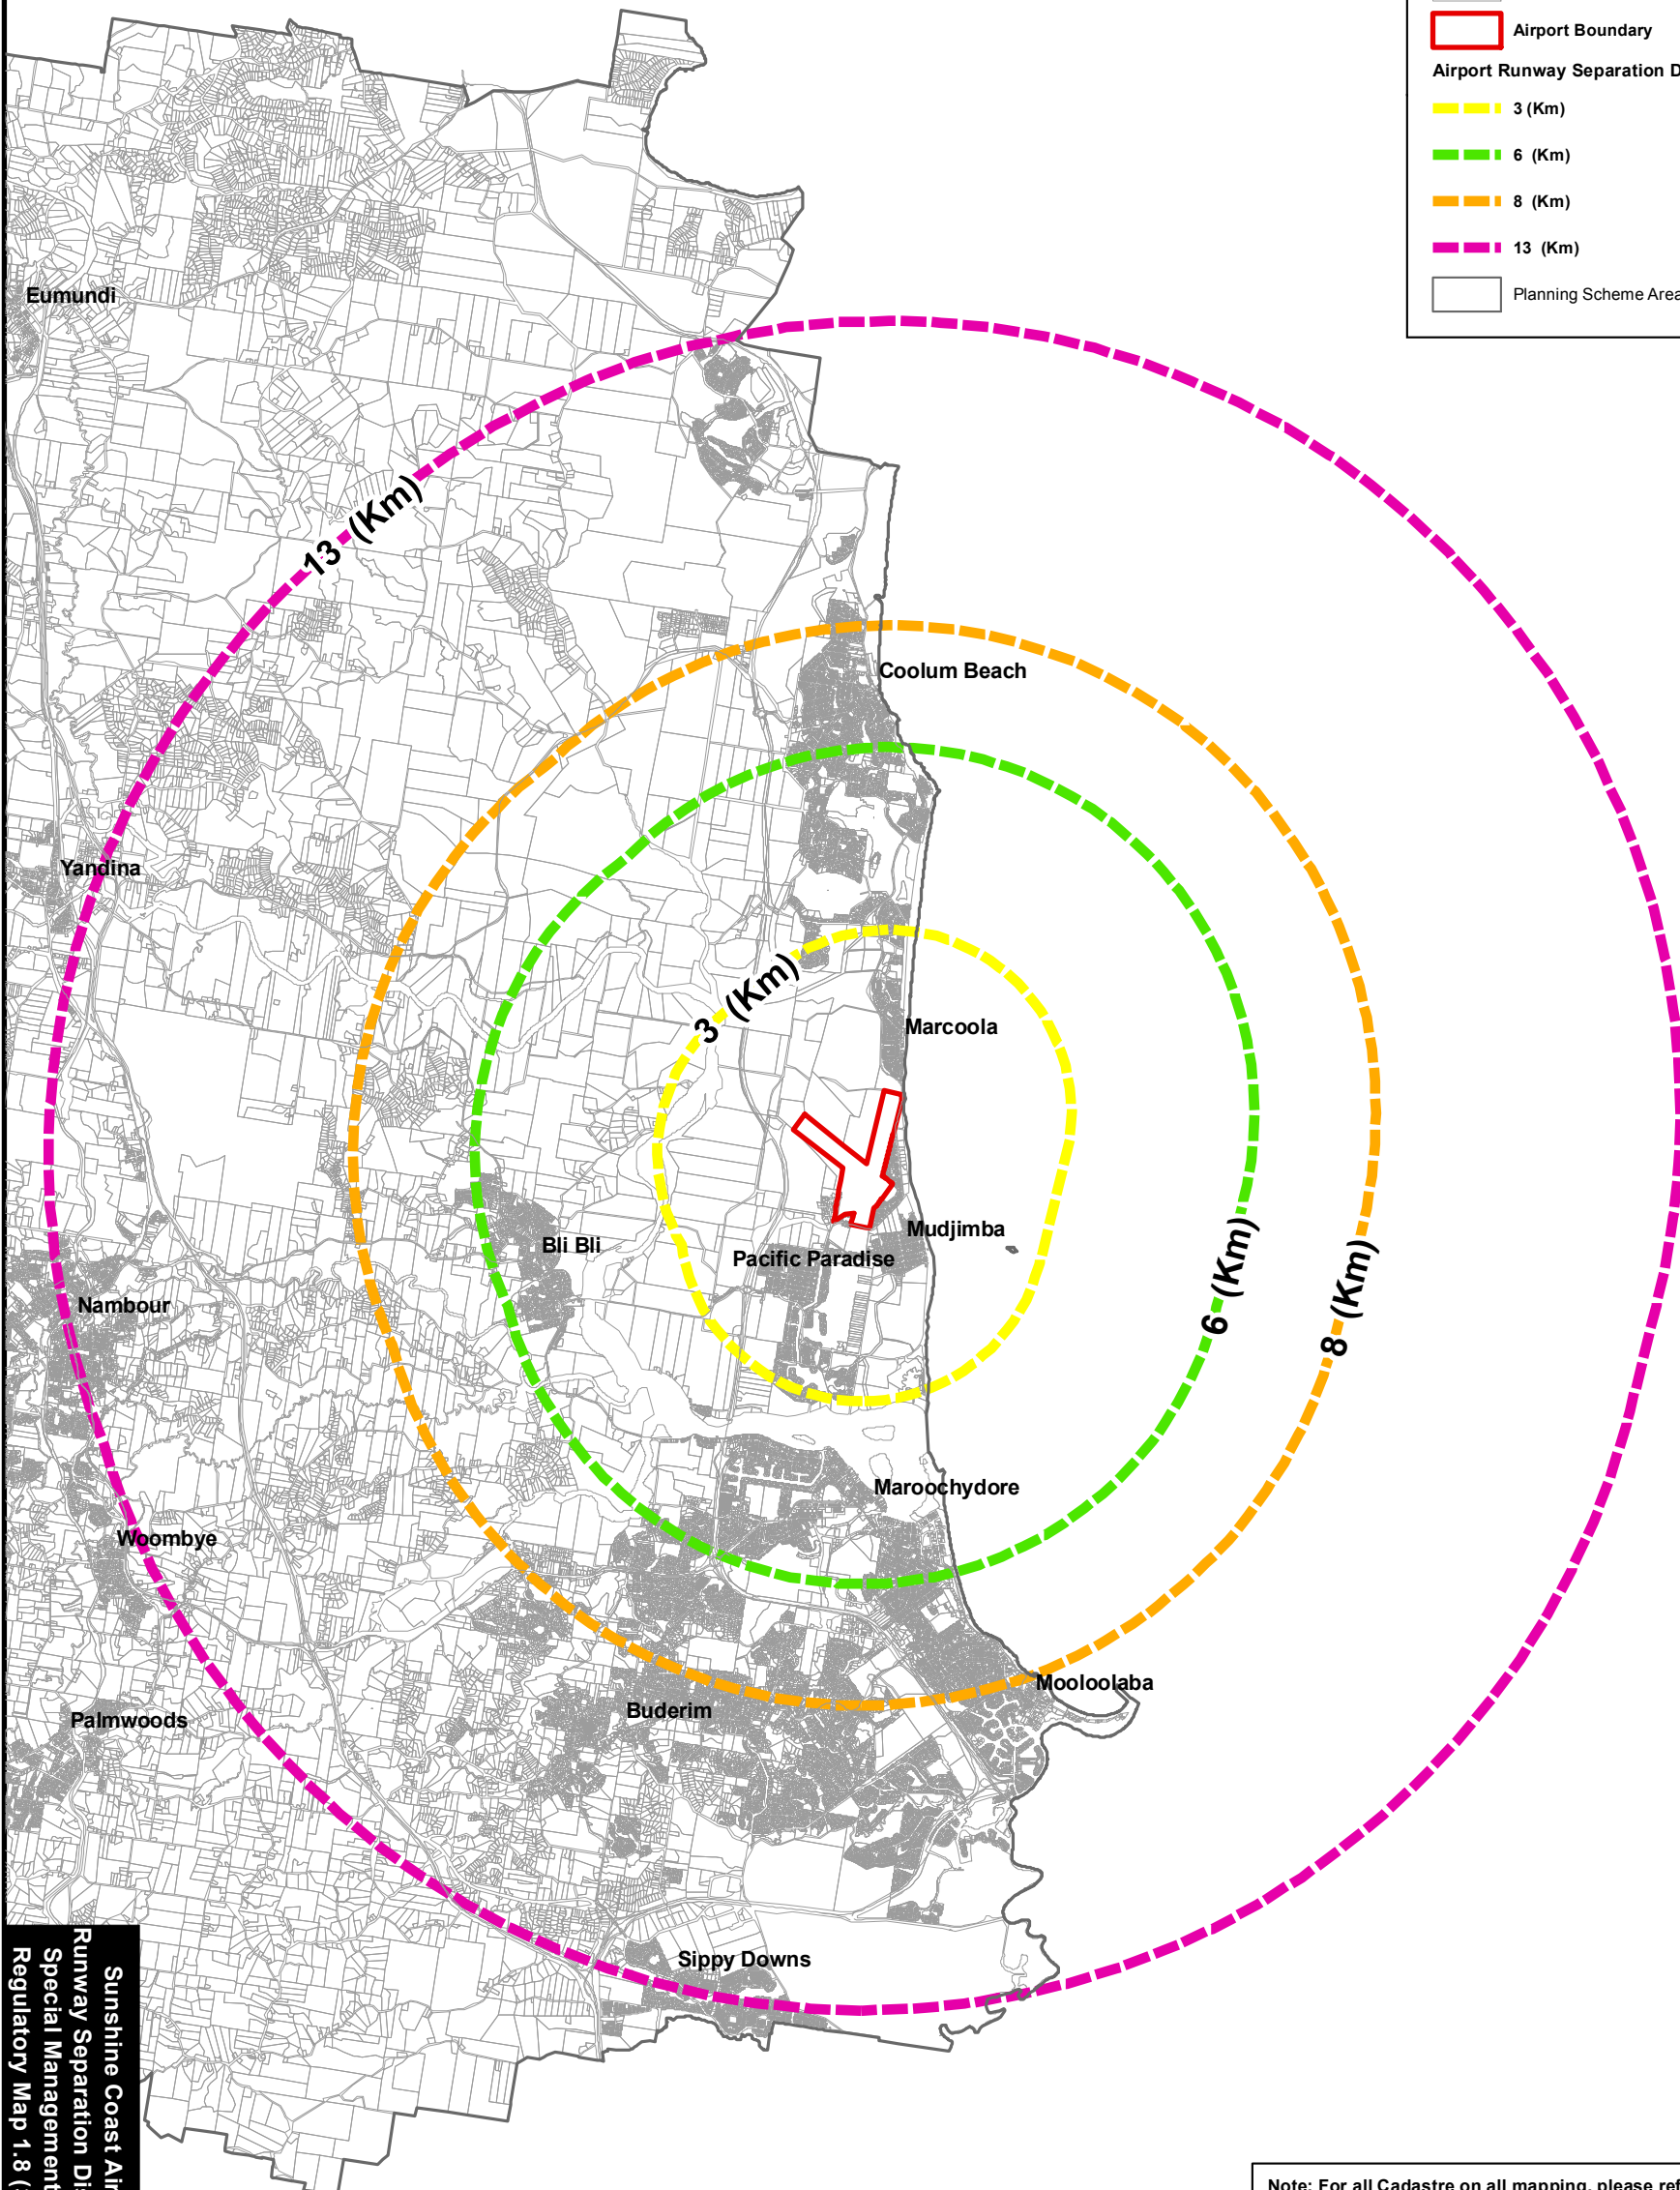 Airport Boundary
Airport Runway Separation D
3 (Km)
6 (Km)
8 (Km)
13 (Km)
Planning Scheme Area
Eumundi
13 (Km)
Coolum Beach
Yandina
3 (Km)
Marcoola
Mudjimba
Bli Bli
Pacific Paradise
6 (Km)
8 (Km)
Nambour
Maroochydore
Woombye
Mooloolaba
Buderim
Palmwoods
Sippy Downs
Sunshine Coast Air
Runway Separation Dis
Special Management
Regulatory Map 1.8 (
Note: For all Cadastre on all mapping, please ref